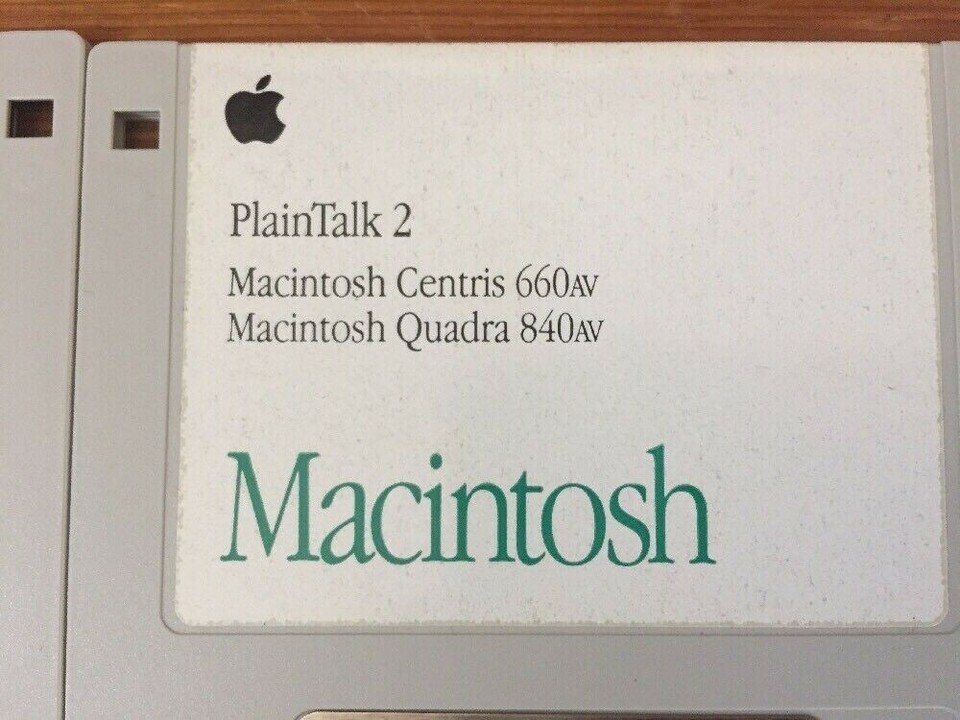 PlainTalk 2
Macintosh Centris 660AV
Macintosh Quadra 840AV
Macintosh